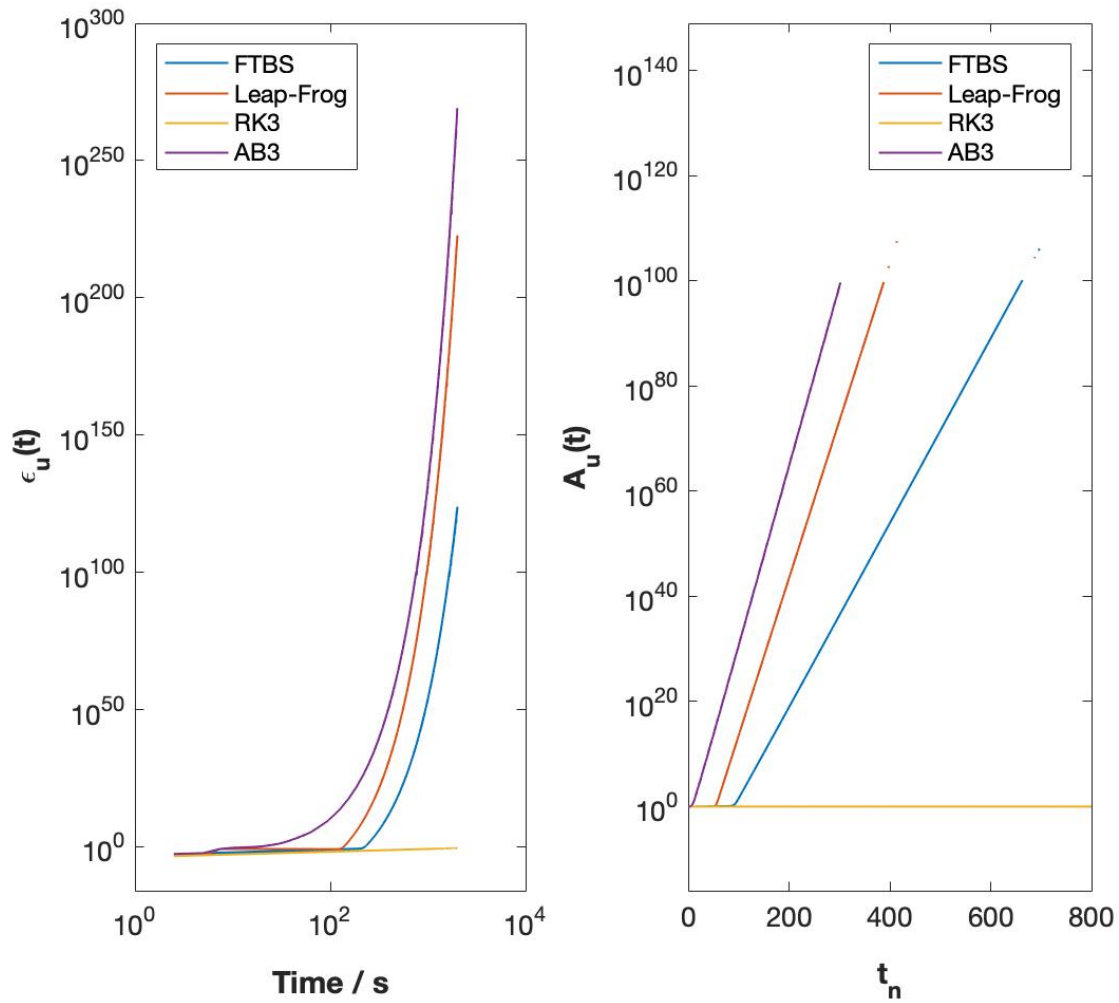 10^300
10^250
10^200
10^150
10^100
10^50
10^0
ϵ_u(t)
FTBS
Leap-Frog
RK3
AB3
10^0
10^2
10^4
Time / s
10^140
10^120
10^100
10^80
10^60
10^40
10^20
10^0
A_u(t)
FTBS
Leap-Frog
RK3
AB3
0
200
400
600
800
t_n